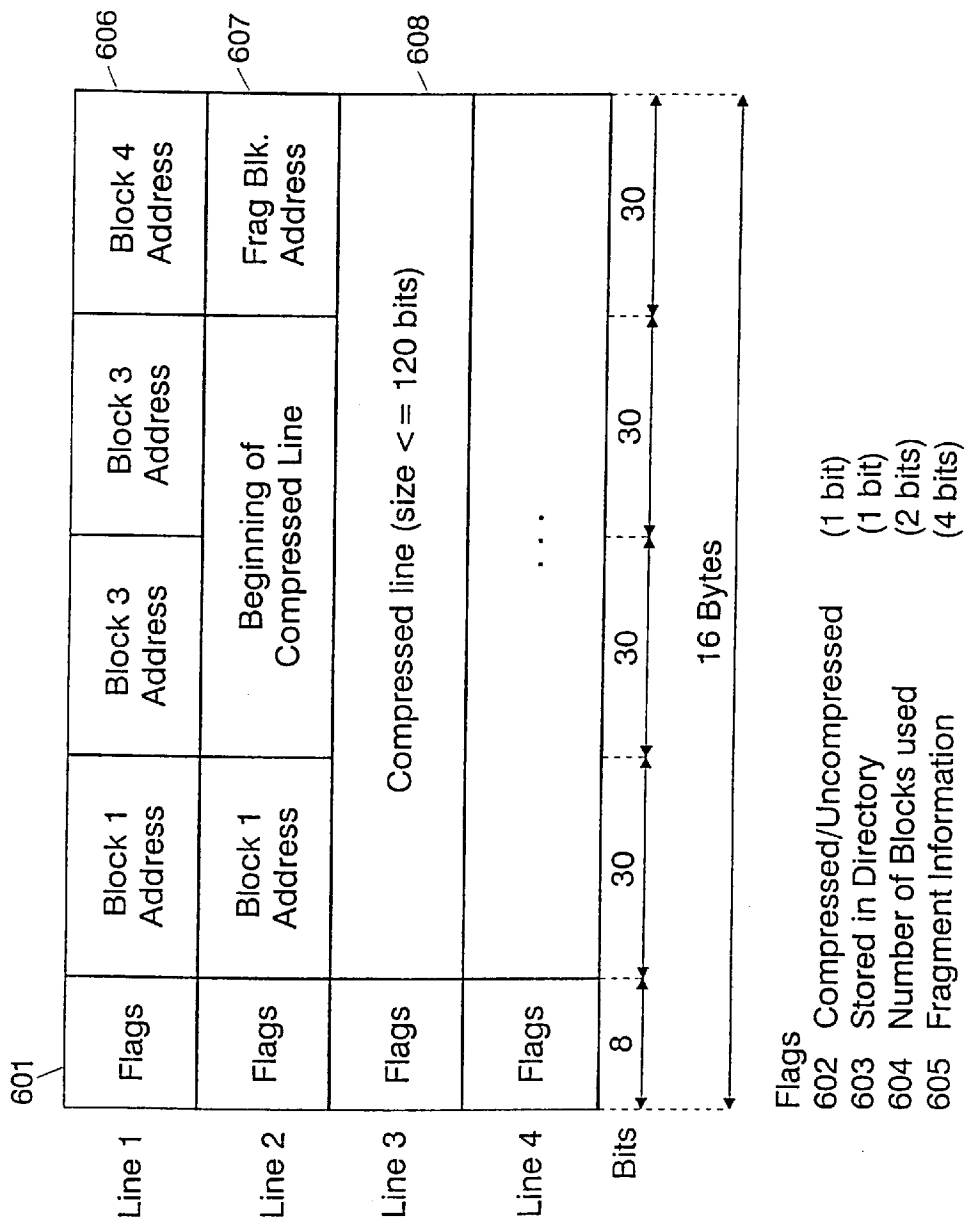 601
Line 1
Flags
Block 1
Address
Block 3
Address
Block 3
Address
Block 4
Address
606
Line 2
Flags
Block 1
Address
Beginning of
Compressed Line
Frag Blk.
Address
607
Line 3
Flags
Compressed line (size < = 120 bits)
608
Line 4
Flags
. . .
Bits
8
30
30
30
30
16 Bytes
Flags
602 Compressed/Uncompressed (1 bit)
603 Stored in Directory (1 bit)
604 Number of Blocks used (2 bits)
605 Fragment Information (4 bits)